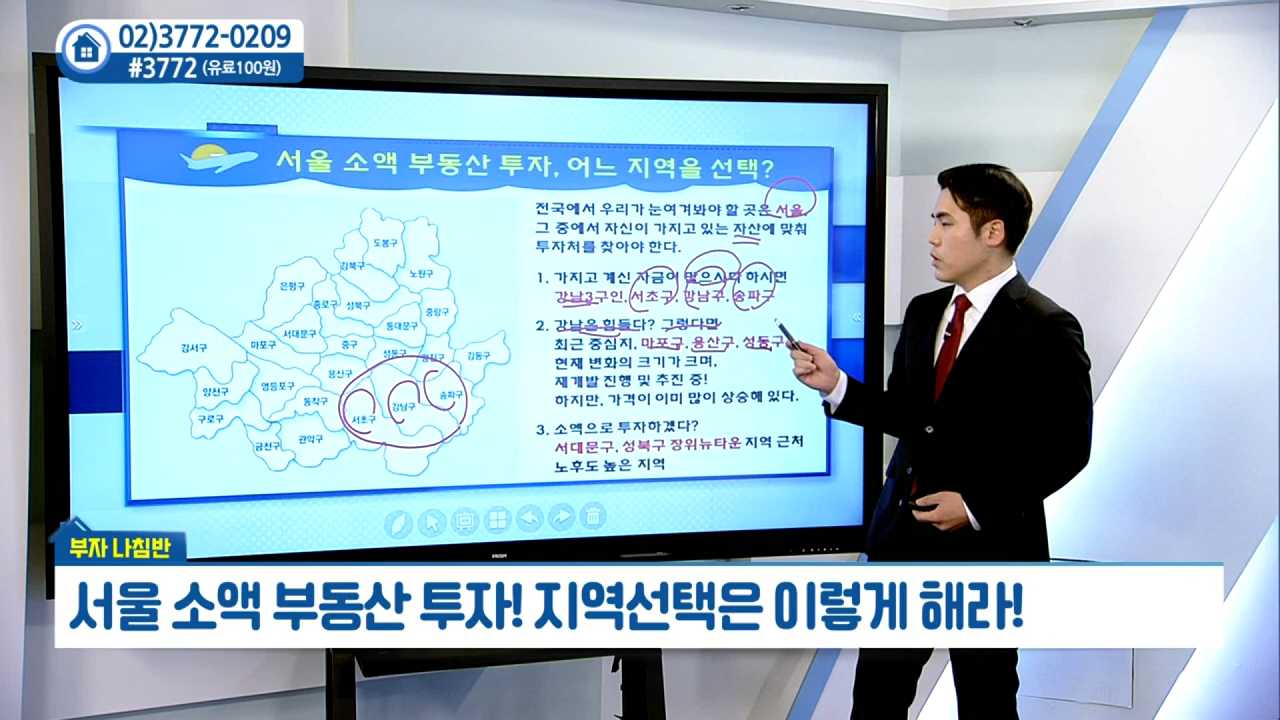 02)3772-0209
#3772 (유료100원)
서울 소액 부동산 투자, 어느 지역을 선택?
전국에서 우리가 눈여겨봐야 할 곳은 서울,
그 중에서 자신이 가지고 있는 자산에 맞춰
투자처를 찾아야 한다.
1. 가지고 계신 자금이 많으시다 하시면
강남3구인, 서초구, 강남구, 송파구
2. 강남은 힘들다? 그렇다면
최근 중심지, 마포구, 용산구, 성동구
현재 변화의 크기가 크며,
재개발 진행 및 추진 중!
하지만, 가격이 이미 많이 상승해 있다.
3. 소액으로 투자하겠다?
서대문구, 성북구 장위뉴타운 지역 근처
노후도 높은 지역
도봉구
강북구
노원구
은평구
종로구
성북구
중랑구
강서구
마포구
서대문구
중구
동대문구
성동구
광진구
강동구
양천구
영등포구
용산구
구로구
동작구
서초구
강남구
송파구
금천구
관악구
PRISM
부자 나침반
서울 소액 부동산 투자! 지역선택은 이렇게 해라!